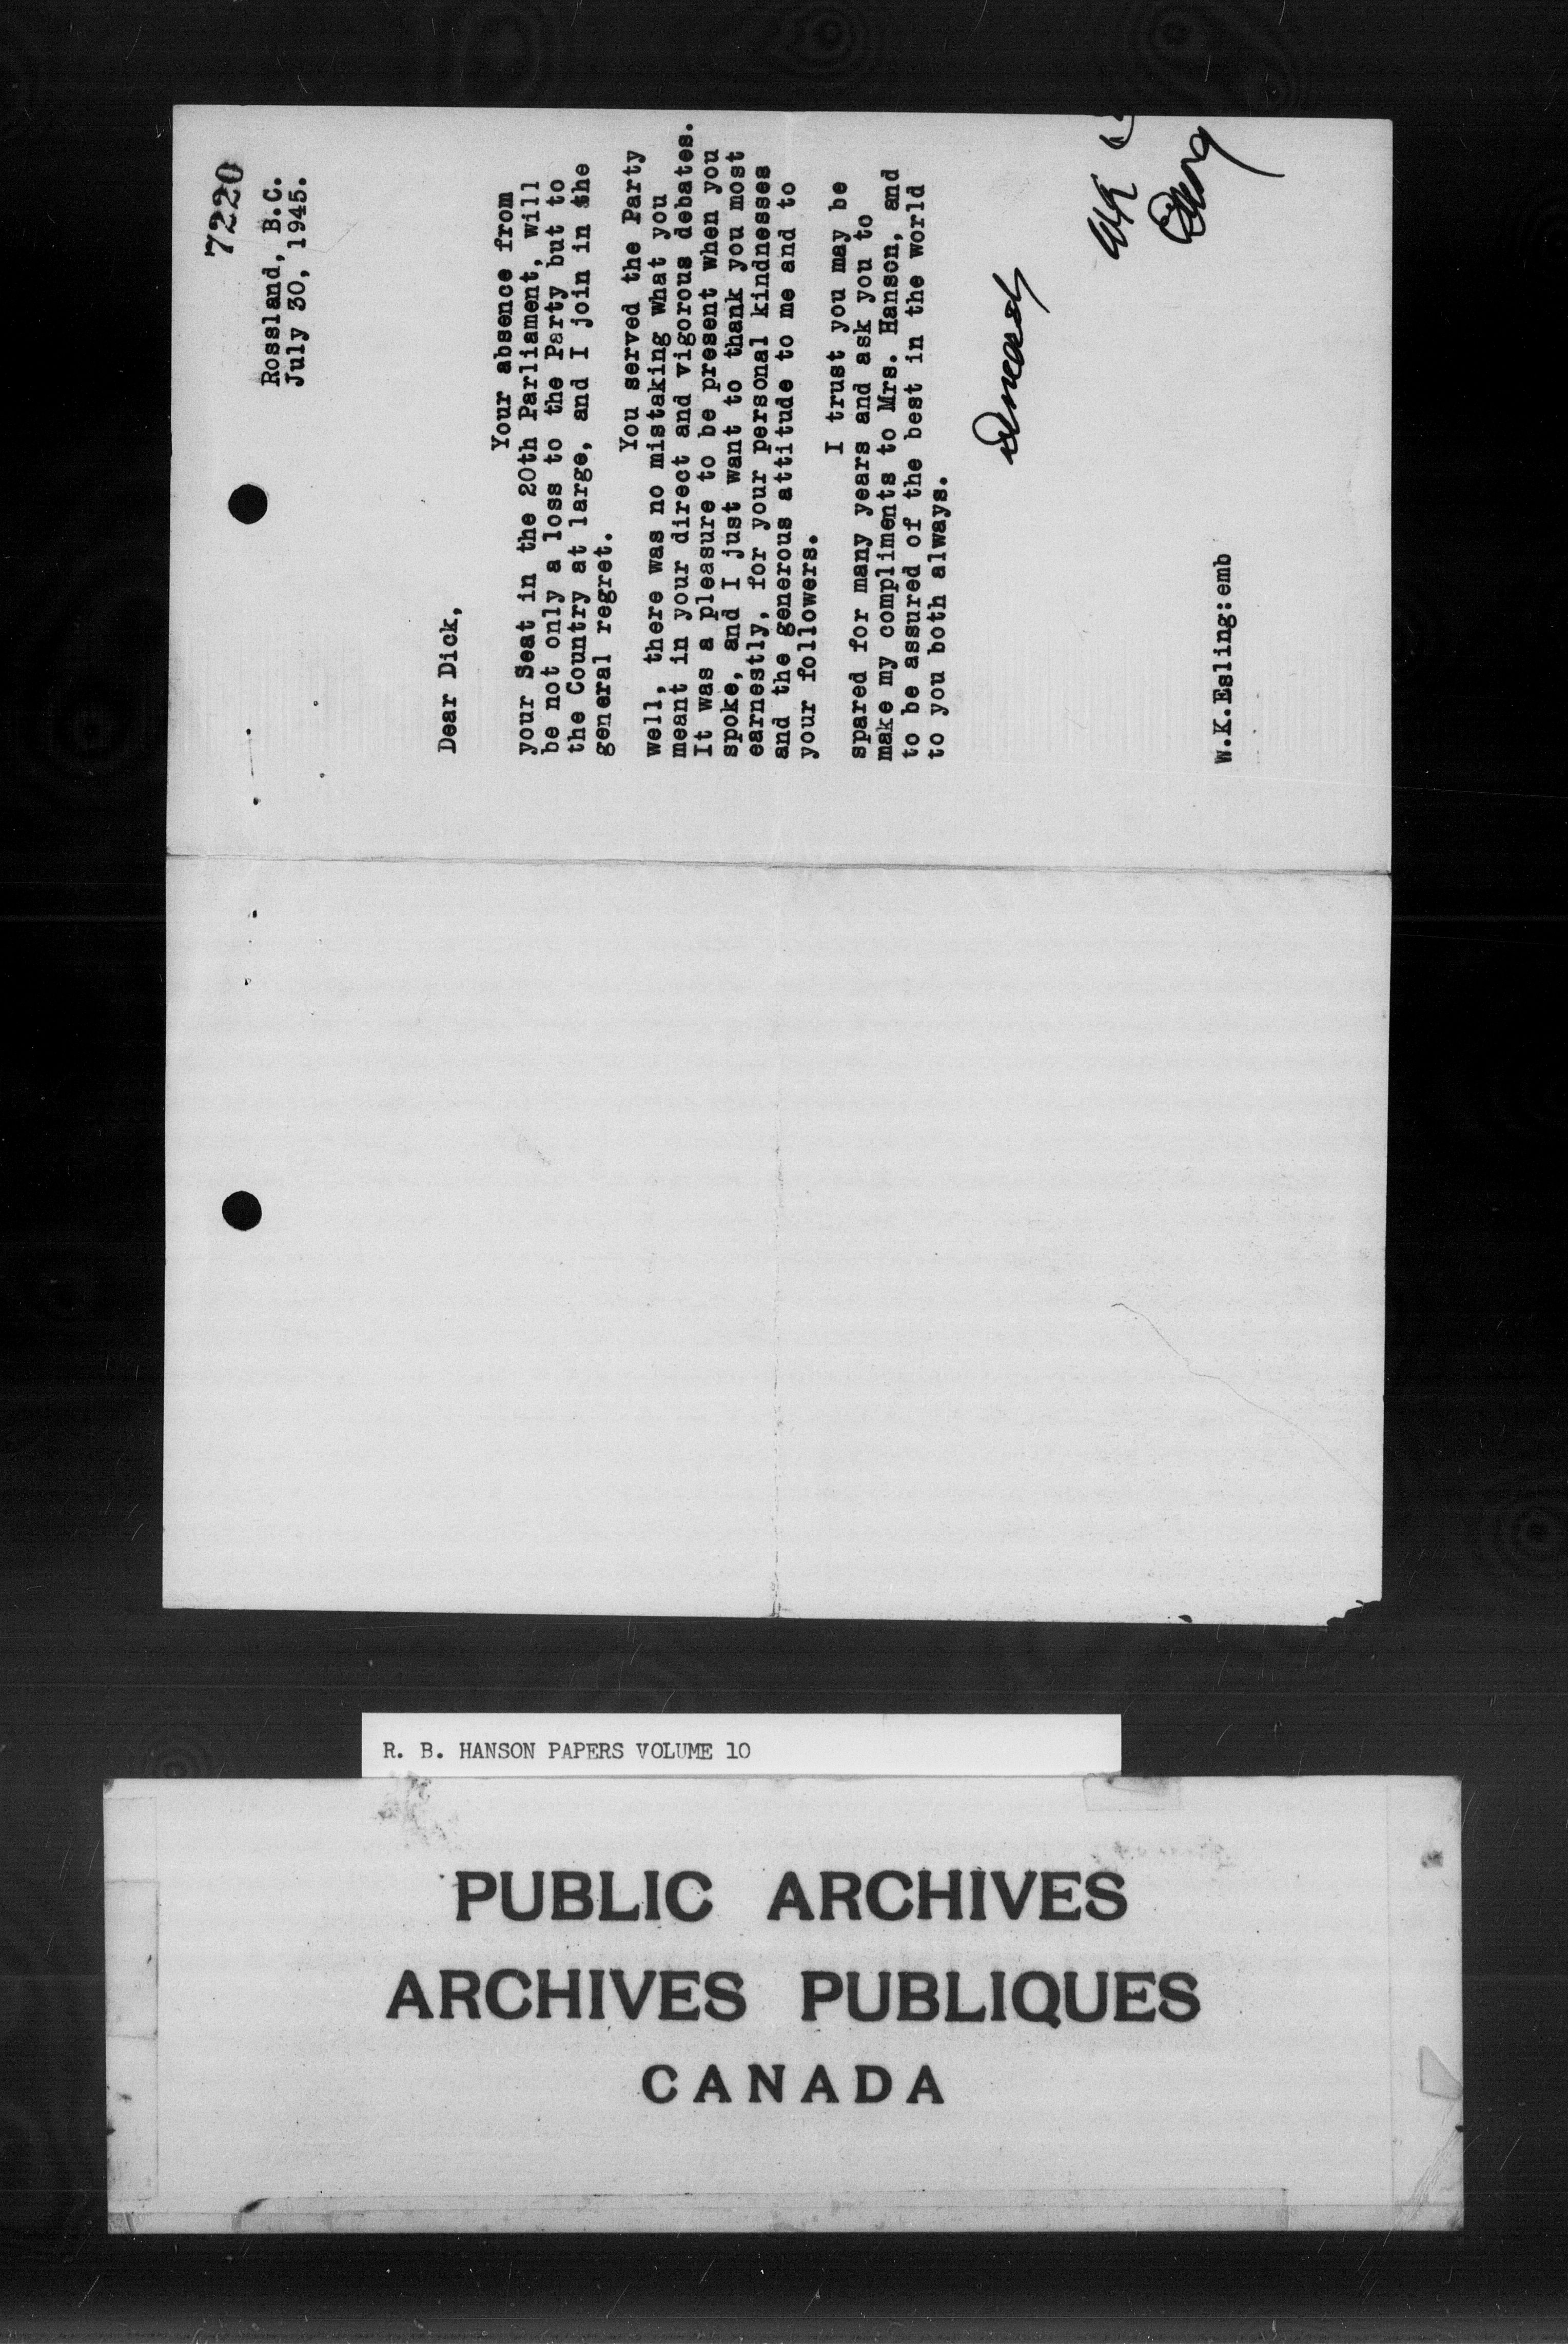 7220
Rossland, B.C.
July 30, 1945.
Dear Dick,
Your absence from
your Seat in the 20th Parliament, will
be not only a loss to the Party but to
the Country at large, and I join in the
general regret.
You served the Party
well, there was no mistaking what you
meant in your direct and vigorous debates.
It was a pleasure to be present when you
spoke, and I just want to thank you most
earnestly, for your personal kindnesses
and the generous attitude to me and to
your followers.
I trust you may be
spared for many years and ask you to
make my compliments to Mrs. Hanson, and
to be assured of the best in the world
to you both always.
W.K.Esling:emb
R. B. HANSON PAPERS VOLUME 10
PUBLIC ARCHIVES
ARCHIVES PUBLIQUES
CANADA